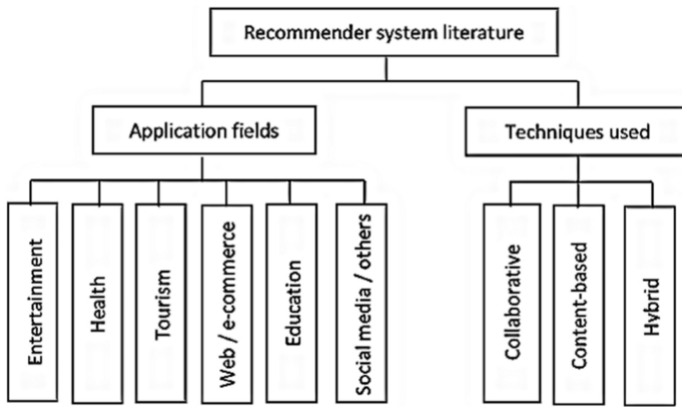 Recommender system literature
Application fields
Techniques used
Entertainment
Health
Tourism
Web / e-commerce
Education
Social media / others
Collaborative
Content-based
Hybrid